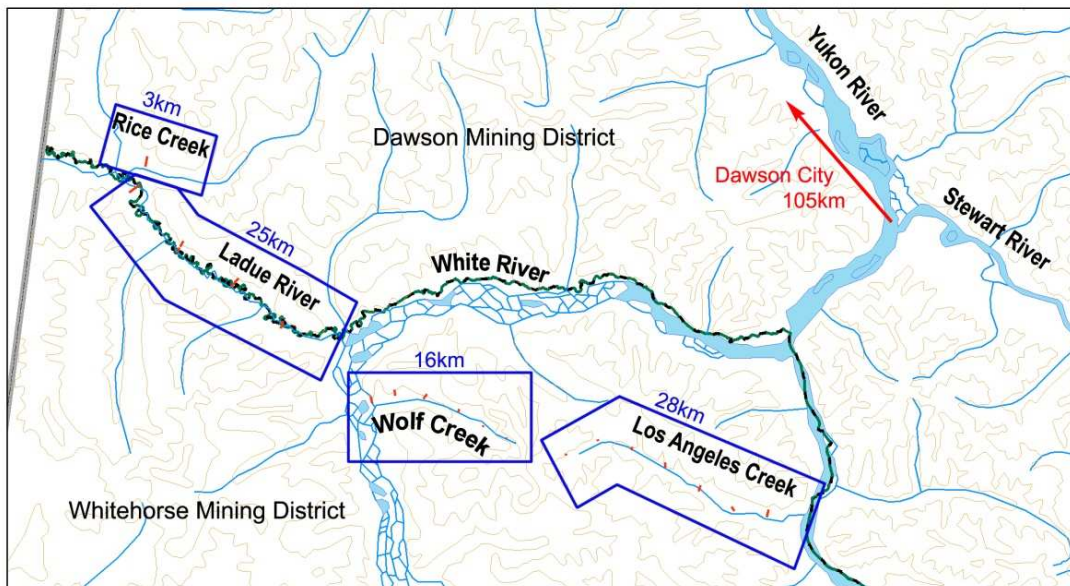 3km
Rice Creek
Dawson Mining District
Yukon River
Dawson City
105km
Stewart River
25km
Ladue River
White River
16km
Wolf Creek
28km
Los Angeles Creek
Whitehorse Mining District